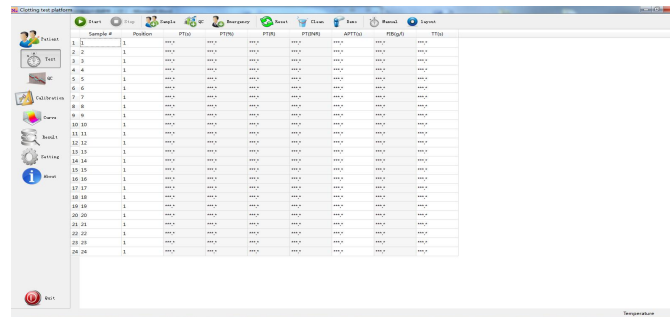 Clotting test platform
Start Stop Sample QC Emergency Reset Clean Zero Manual Layout
Patient
Test
QC
Calibration
Curve
Result
Setting
About
Quit
Sample # Position PT(s) PT(%) PT(R) PT(INR) APTT(s) FIB(g/l) TT(s)
1 1 1 ***.* ***.* ***.* ***.* ***.* ***.* ***.*
2 2 1 ***.* ***.* ***.* ***.* ***.* ***.* ***.*
3 3 1 ***.* ***.* ***.* ***.* ***.* ***.* ***.*
4 4 1 ***.* ***.* ***.* ***.* ***.* ***.* ***.*
5 5 1 ***.* ***.* ***.* ***.* ***.* ***.* ***.*
6 6 1 ***.* ***.* ***.* ***.* ***.* ***.* ***.*
7 7 1 ***.* ***.* ***.* ***.* ***.* ***.* ***.*
8 8 1 ***.* ***.* ***.* ***.* ***.* ***.* ***.*
9 9 1 ***.* ***.* ***.* ***.* ***.* ***.* ***.*
10 10 1 ***.* ***.* ***.* ***.* ***.* ***.* ***.*
11 11 1 ***.* ***.* ***.* ***.* ***.* ***.* ***.*
12 12 1 ***.* ***.* ***.* ***.* ***.* ***.* ***.*
13 13 1 ***.* ***.* ***.* ***.* ***.* ***.* ***.*
14 14 1 ***.* ***.* ***.* ***.* ***.* ***.* ***.*
15 15 1 ***.* ***.* ***.* ***.* ***.* ***.* ***.*
16 16 1 ***.* ***.* ***.* ***.* ***.* ***.* ***.*
17 17 1 ***.* ***.* ***.* ***.* ***.* ***.* ***.*
18 18 1 ***.* ***.* ***.* ***.* ***.* ***.* ***.*
19 19 1 ***.* ***.* ***.* ***.* ***.* ***.* ***.*
20 20 1 ***.* ***.* ***.* ***.* ***.* ***.* ***.*
21 21 1 ***.* ***.* ***.* ***.* ***.* ***.* ***.*
22 22 1 ***.* ***.* ***.* ***.* ***.* ***.* ***.*
23 23 1 ***.* ***.* ***.* ***.* ***.* ***.* ***.*
24 24 1 ***.* ***.* ***.* ***.* ***.* ***.* ***.*
Temperature